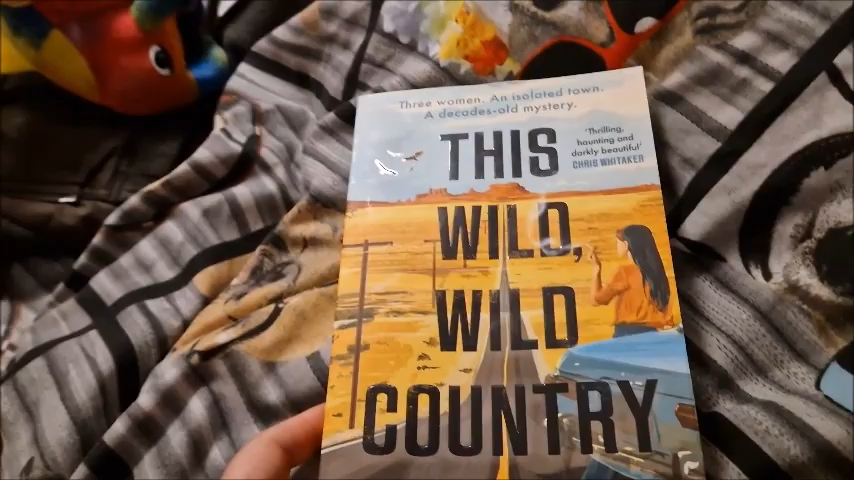 Three women. An isolated town.
A decades-old mystery.
THIS
'Thrilling,
haunting and
darkly beautiful'
CHRIS WHITAKER
WILD,
WILD
COUNTRY